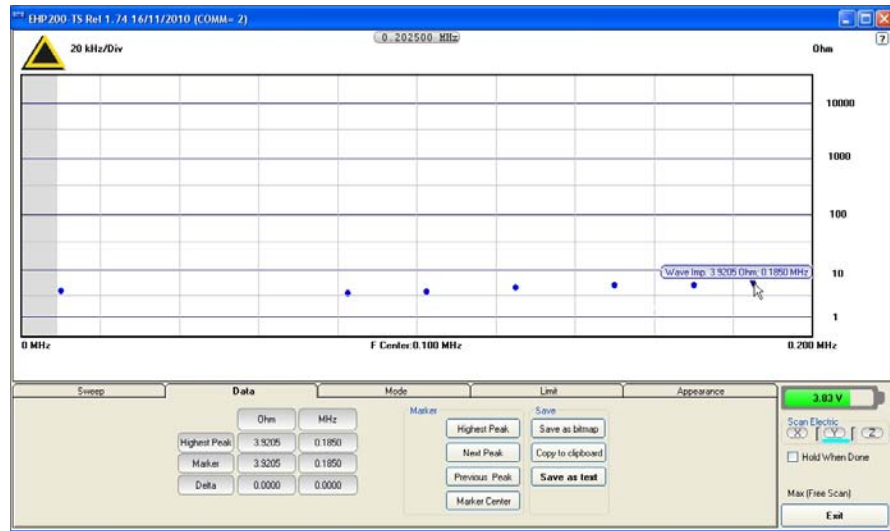 EHP200-TS Rel 1.74 16/11/2010 (COMM= 2)
0.202500 MHz
?
20 kHz/Div
Ohm
10000
1000
100
Wave Imp. 3.9205 Ohm; 0.1850 MHz
10
1
0 MHz
F Center:0.100 MHz
0.200 MHz
Sweep
Data
Mode
Limit
Appearance
3.83 V
Ohm
MHz
Highest Peak
3.9205
0.1850
Marker
3.9205
0.1850
Delta
0.0000
0.0000
Marker
Highest Peak
Next Peak
Previous Peak
Marker Center
Save
Save as bitmap
Copy to clipboard
Save as text
Scan Electric
X
Y
Z
Hold When Done
Max (Free Scan)
Exit